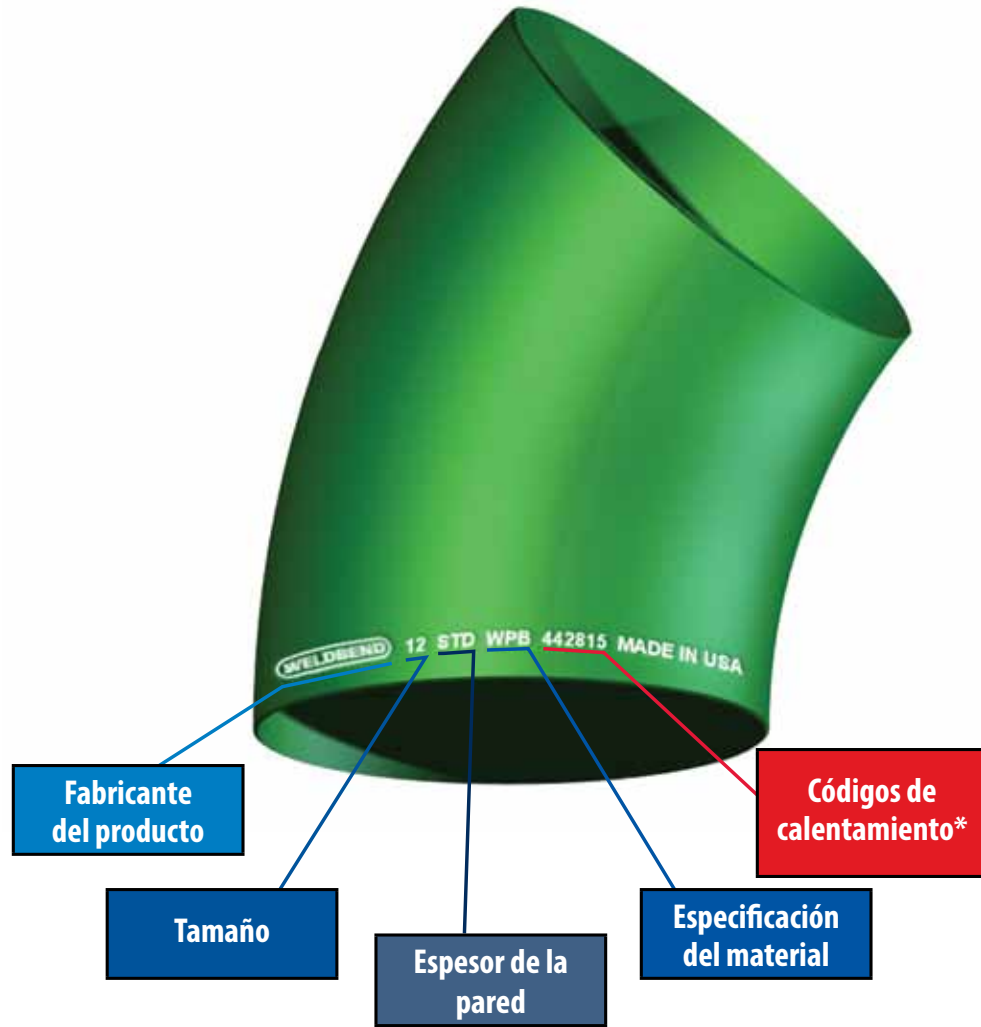 WELDBEND 12 STD WPB 442815 MADE IN USA
Fabricante
del producto
Códigos de
calentamiento*
Tamaño
Especificación
del material
Espesor de la
pared